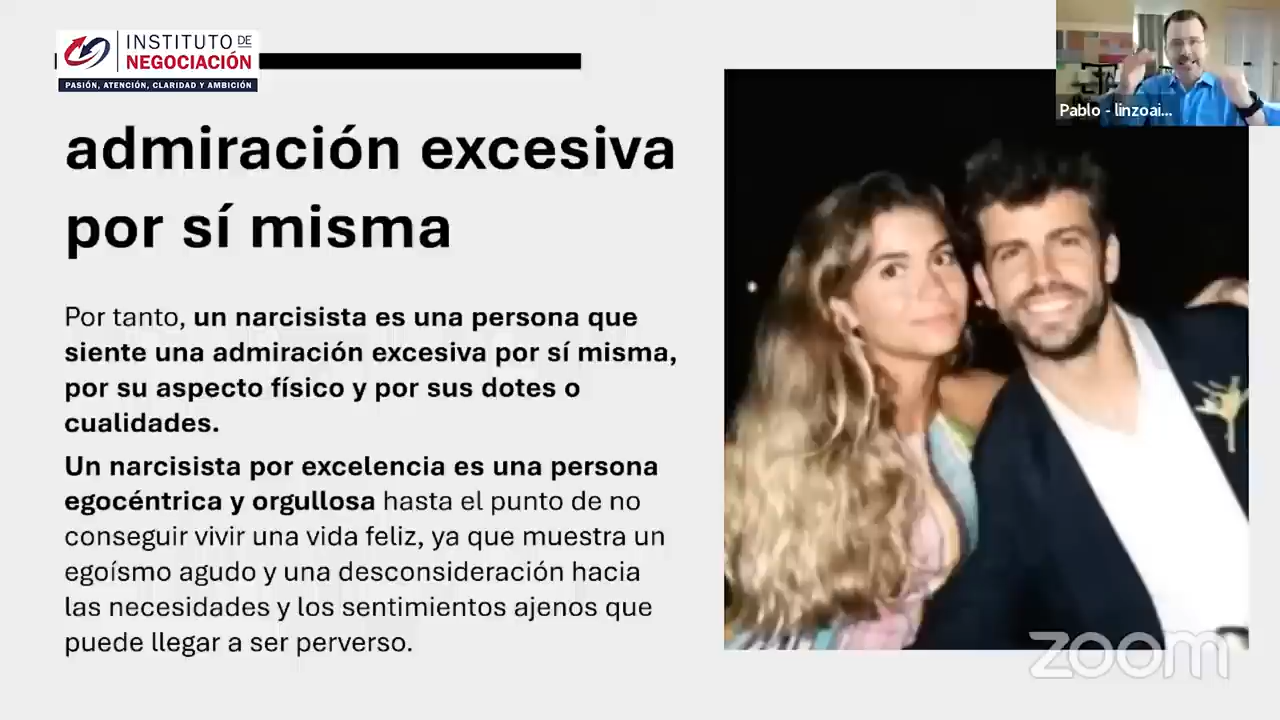 INSTITUTO DE
NEGOCIACIÓN
PASIÓN, ATENCIÓN, CLARIDAD Y AMBICIÓN
Pablo - linzoai...
admiración excesiva
por sí misma
Por tanto, un narcisista es una persona que
siente una admiración excesiva por sí misma,
por su aspecto físico y por sus dotes o
cualidades.
Un narcisista por excelencia es una persona
egocéntrica y orgullosa hasta el punto de no
conseguir vivir una vida feliz, ya que muestra un
egoísmo agudo y una desconsideración hacia
las necesidades y los sentimientos ajenos que
puede llegar a ser perverso.
zoom